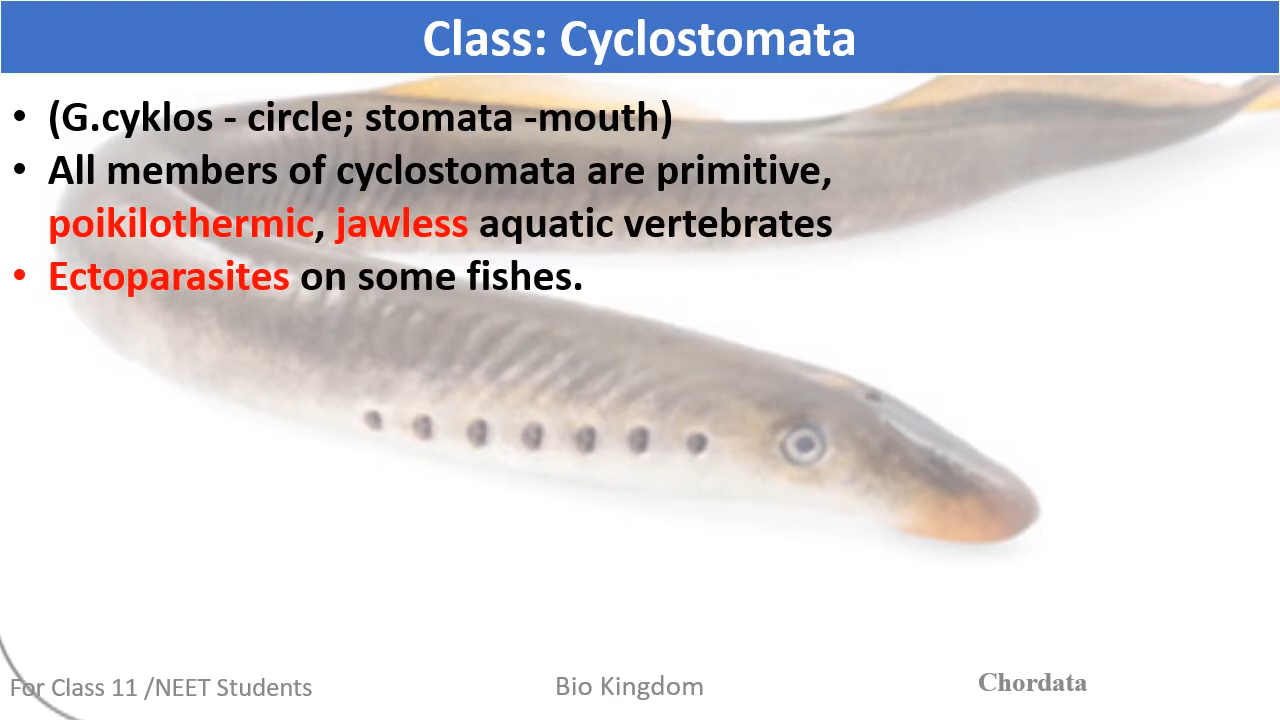 Class: Cyclostomata
• (G.cyklos - circle; stomata -mouth)
• All members of cyclostomata are primitive,
poikilothermic, jawless aquatic vertebrates
• Ectoparasites on some fishes.
For Class 11 /NEET Students
Bio Kingdom
Chordata